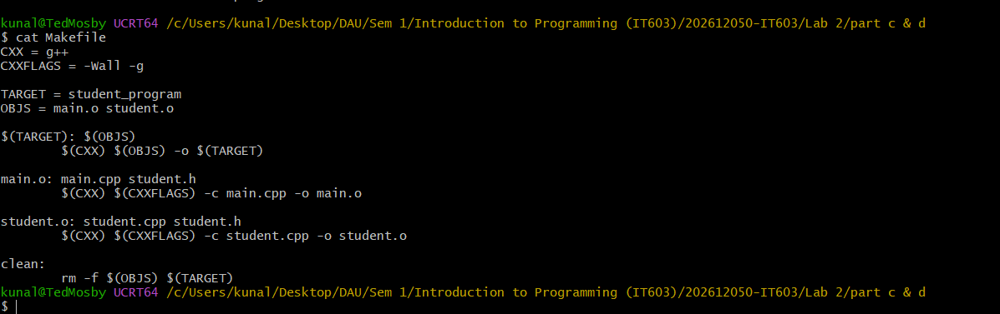 kunal@TedMosby UCRT64 /c/Users/kunal/Desktop/DAU/Sem 1/Introduction to Programming (IT603)/202612050-IT603/Lab 2/part c & d
$ cat Makefile
CXX = g++
CXXFLAGS = -Wall -g

TARGET = student_program
OBJS = main.o student.o

$(TARGET): $(OBJS)
        $(CXX) $(OBJS) -o $(TARGET)

main.o: main.cpp student.h
        $(CXX) $(CXXFLAGS) -c main.cpp -o main.o

student.o: student.cpp student.h
        $(CXX) $(CXXFLAGS) -c student.cpp -o student.o

clean:
        rm -f $(OBJS) $(TARGET)
kunal@TedMosby UCRT64 /c/Users/kunal/Desktop/DAU/Sem 1/Introduction to Programming (IT603)/202612050-IT603/Lab 2/part c & d
$